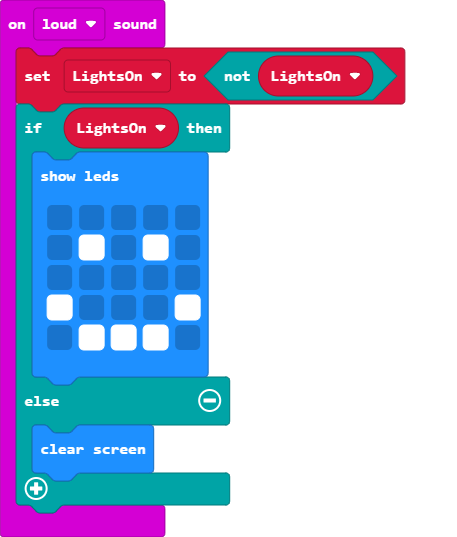 on loud sound
set LightsOn to not LightsOn
if LightsOn then
show leds
else
clear screen